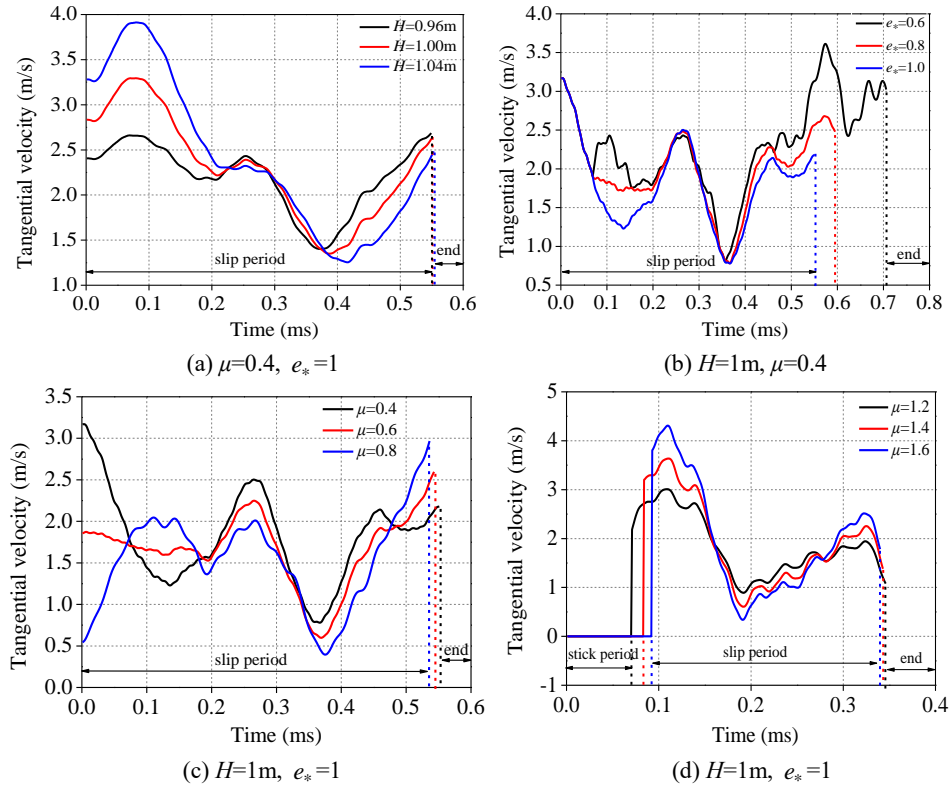 4.0
3.5
3.0
2.5
2.0
1.5
1.0
Tangential velocity (m/s)
H=0.96m
H=1.00m
H=1.04m
slip period
end
0.0 0.1 0.2 0.3 0.4 0.5 0.6
Time (ms)
(a) μ=0.4, e*=1
4.0
3.5
3.0
2.5
2.0
1.5
1.0
0.5
Tangential velocity (m/s)
e*=0.6
e*=0.8
e*=1.0
slip period
end
0.0 0.1 0.2 0.3 0.4 0.5 0.6 0.7 0.8
Time (ms)
(b) H=1m, μ=0.4
3.5
3.0
2.5
2.0
1.5
1.0
0.5
0.0
Tangential velocity (m/s)
μ=0.4
μ=0.6
μ=0.8
slip period
end
0.0 0.1 0.2 0.3 0.4 0.5 0.6
Time (ms)
(c) H=1m, e*=1
5
4
3
2
1
0
-1
Tangential velocity (m/s)
μ=1.2
μ=1.4
μ=1.6
stick period
slip period
end
0.0 0.1 0.2 0.3 0.4
Time (ms)
(d) H=1m, e*=1